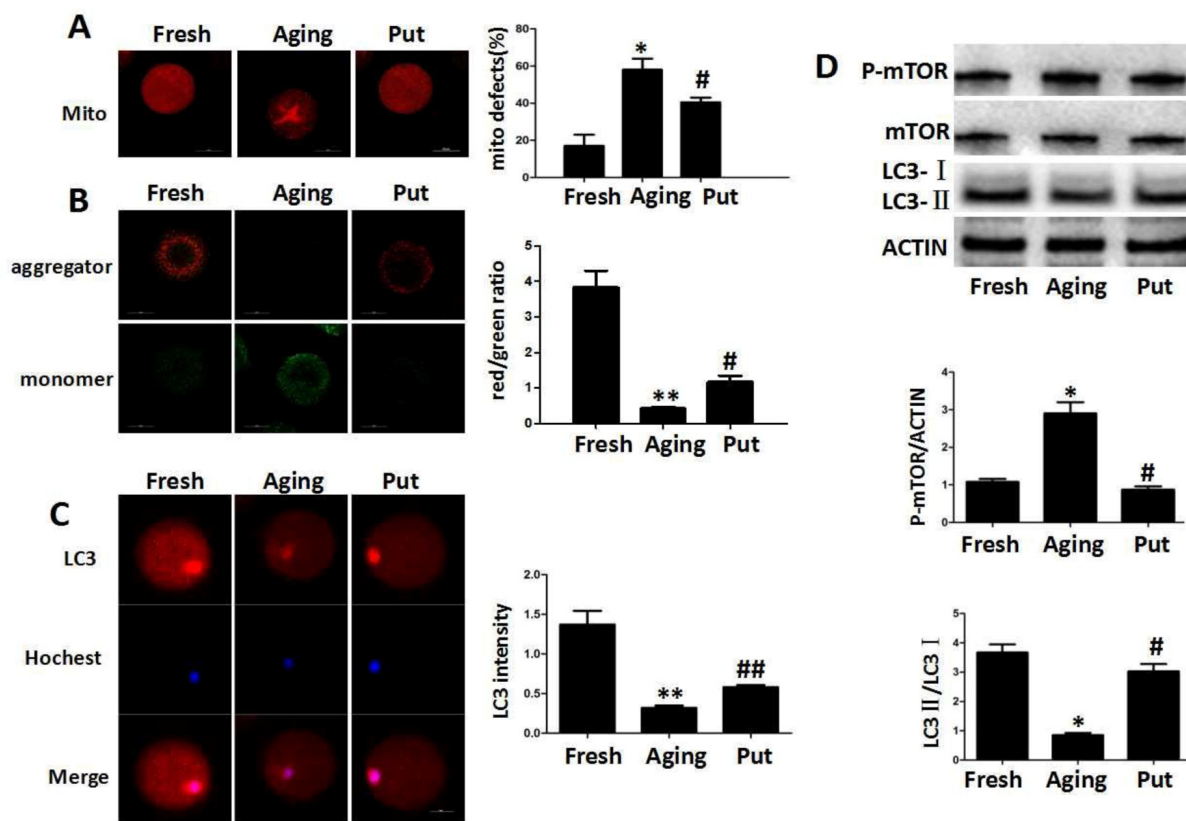 A
Fresh Aging Put
Mito
mito defects(%)
80
60
40
20
0
*
#
Fresh Aging Put
B
Fresh Aging Put
aggregator
monomer
red/green ratio
5
4
3
2
1
0
**
#
Fresh Aging Put
C
Fresh Aging Put
LC3
Hochest
Merge
LC3 intensity
2.0
1.5
1.0
0.5
0.0
**
##
Fresh Aging Put
D
P-mTOR
mTOR
LC3- Ⅰ
LC3- Ⅱ
ACTIN
Fresh Aging Put
P-mTOR/ACTIN
4
3
2
1
0
*
#
Fresh Aging Put
LC3 Ⅱ/LC3 Ⅰ
5
4
3
2
1
0
*
#
Fresh Aging Put